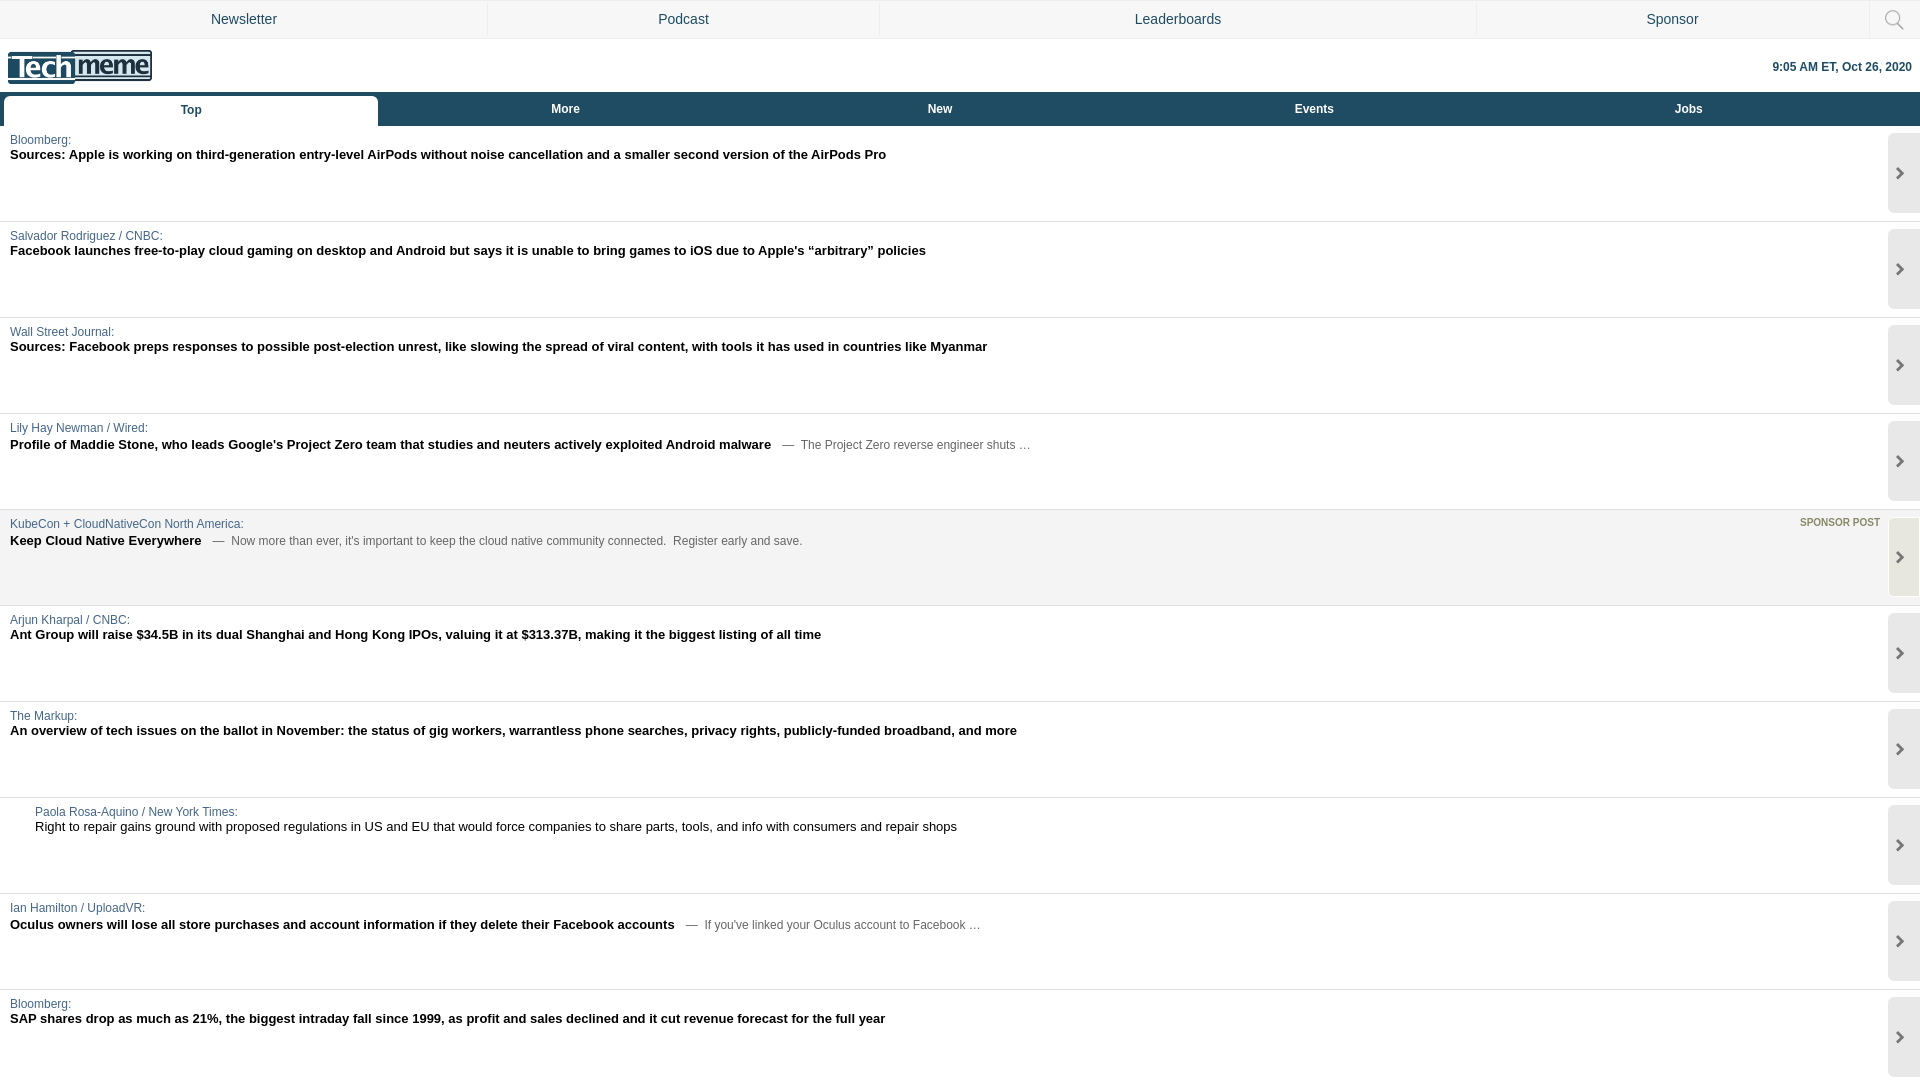 Newsletter
Podcast
Leaderboards
Sponsor
Techmeme
9:05 AM ET, Oct 26, 2020
Top
More
New
Events
Jobs
Bloomberg:
Sources: Apple is working on third-generation entry-level AirPods without noise cancellation and a smaller second version of the AirPods Pro
Salvador Rodriguez / CNBC:
Facebook launches free-to-play cloud gaming on desktop and Android but says it is unable to bring games to iOS due to Apple's “arbitrary” policies
Wall Street Journal:
Sources: Facebook preps responses to possible post-election unrest, like slowing the spread of viral content, with tools it has used in countries like Myanmar
Lily Hay Newman / Wired:
Profile of Maddie Stone, who leads Google's Project Zero team that studies and neuters actively exploited Android malware — The Project Zero reverse engineer shuts …
KubeCon + CloudNativeCon North America:
SPONSOR POST
Keep Cloud Native Everywhere — Now more than ever, it's important to keep the cloud native community connected. Register early and save.
Arjun Kharpal / CNBC:
Ant Group will raise $34.5B in its dual Shanghai and Hong Kong IPOs, valuing it at $313.37B, making it the biggest listing of all time
The Markup:
An overview of tech issues on the ballot in November: the status of gig workers, warrantless phone searches, privacy rights, publicly-funded broadband, and more
Paola Rosa-Aquino / New York Times:
Right to repair gains ground with proposed regulations in US and EU that would force companies to share parts, tools, and info with consumers and repair shops
Ian Hamilton / UploadVR:
Oculus owners will lose all store purchases and account information if they delete their Facebook accounts — If you've linked your Oculus account to Facebook …
Bloomberg:
SAP shares drop as much as 21%, the biggest intraday fall since 1999, as profit and sales declined and it cut revenue forecast for the full year